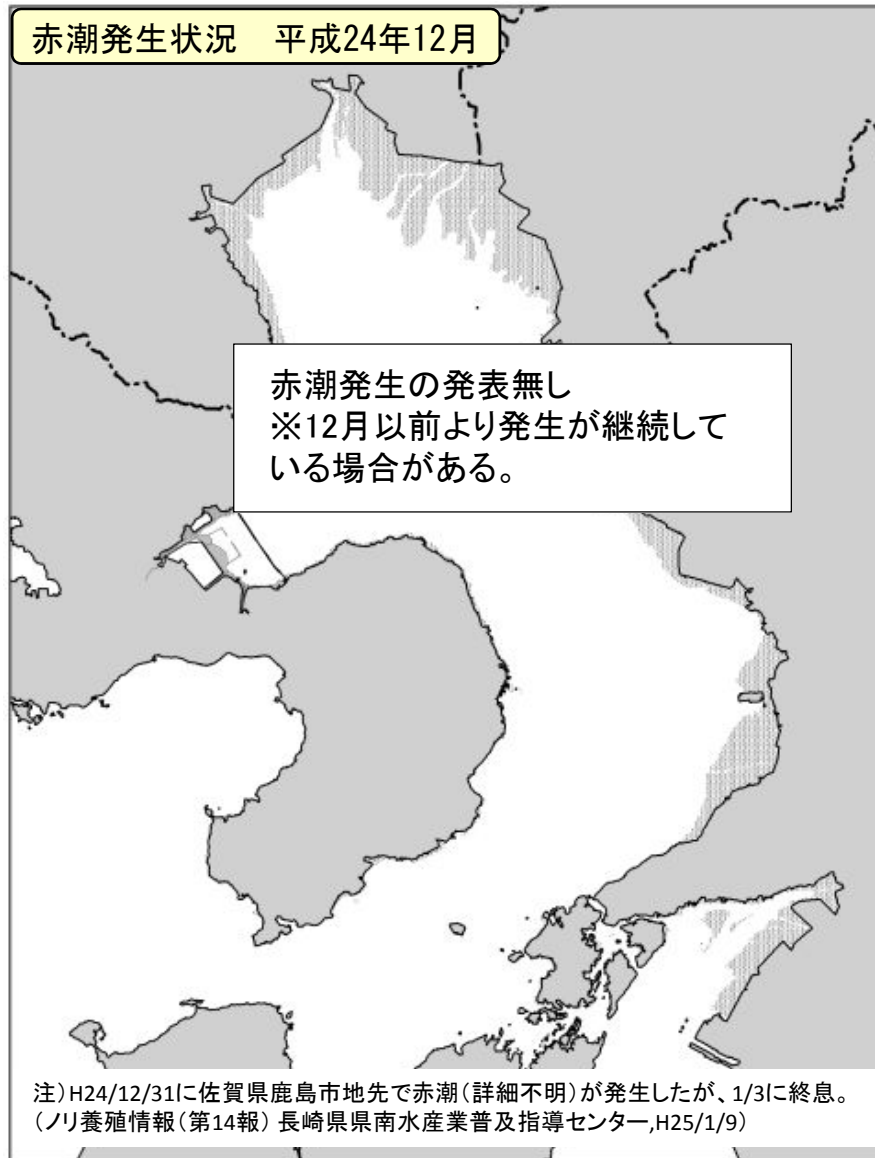 赤潮発生状況　平成24年12月
赤潮発生の発表無し
※12月以前より発生が継続して
いる場合がある。
注）H24/12/31に佐賀県鹿島市地先で赤潮（詳細不明）が発生したが、1/3に終息。
（ノリ養殖情報（第14報） 長崎県県南水産業普及指導センター,H25/1/9）